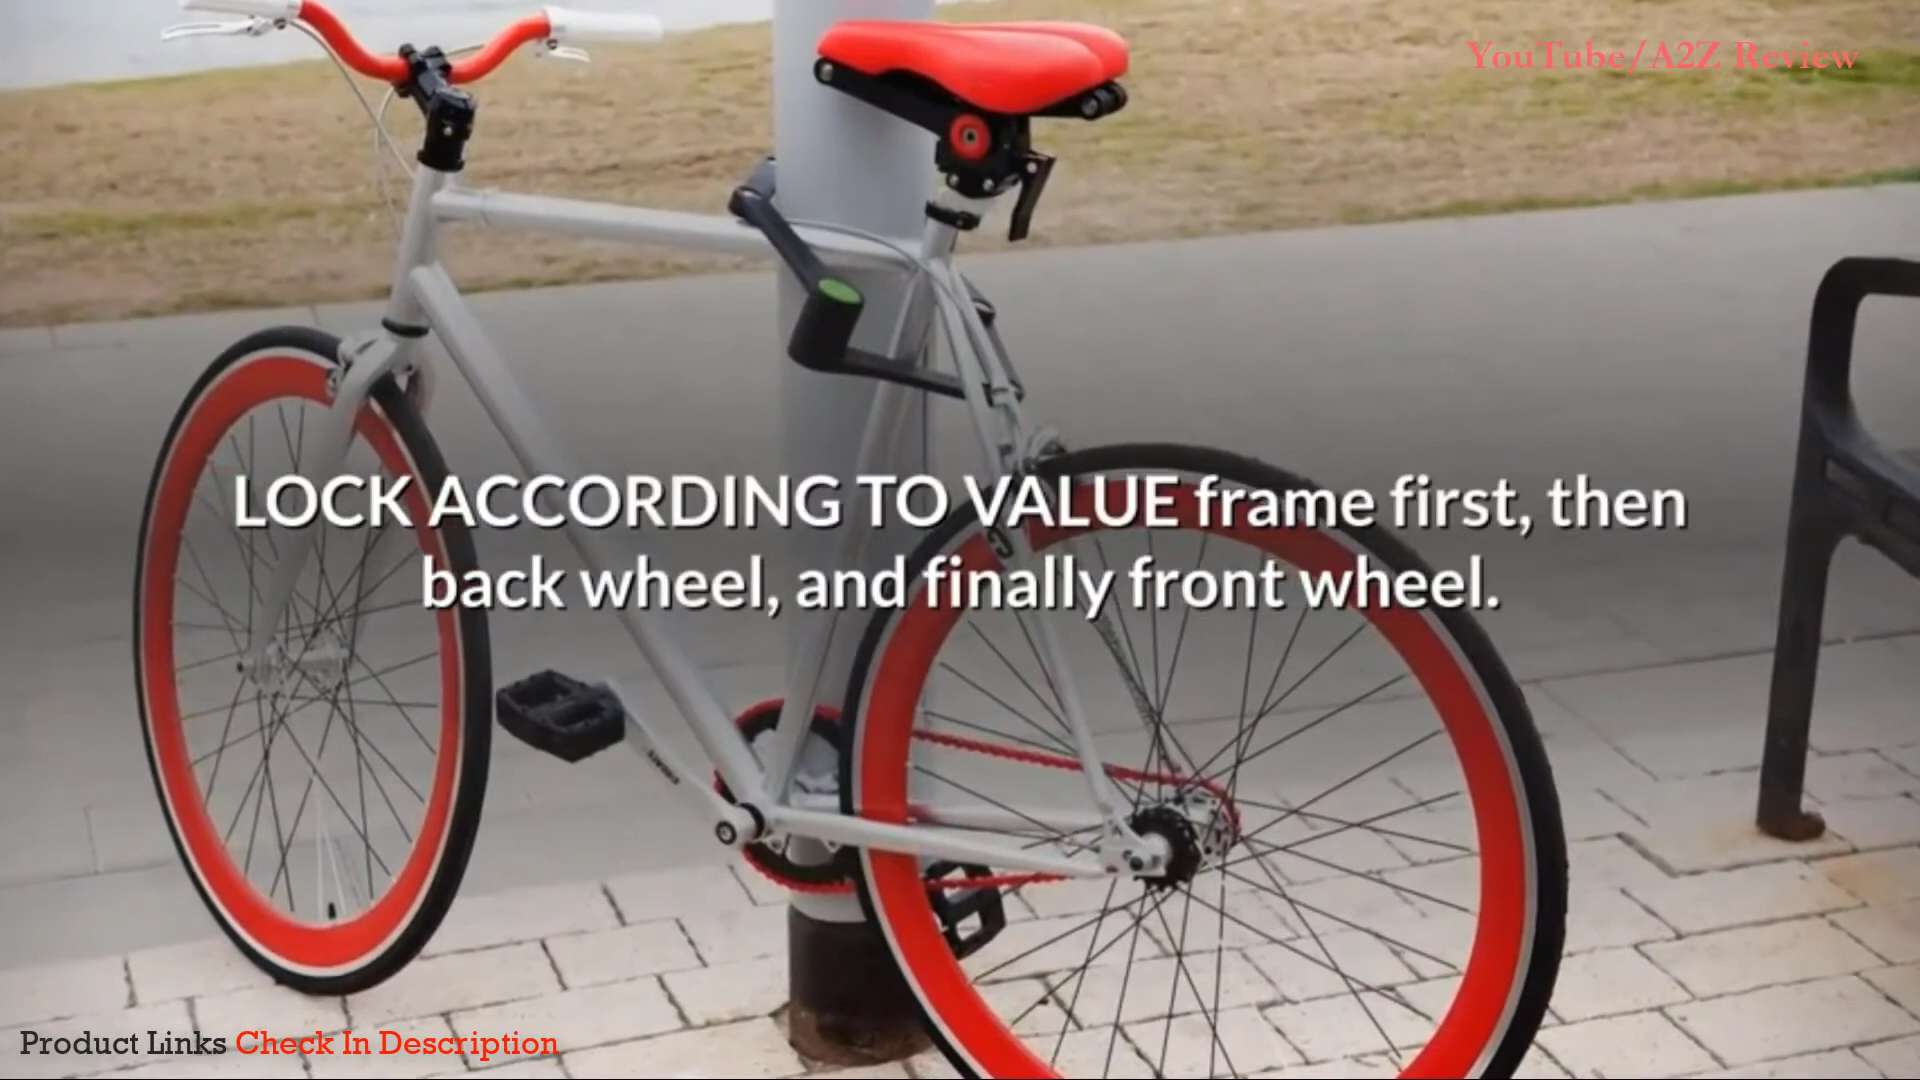 YouTube/A2Z Review
LOCK ACCORDING TO VALUE frame first, then
back wheel, and finally front wheel.
Product Links Check In Description